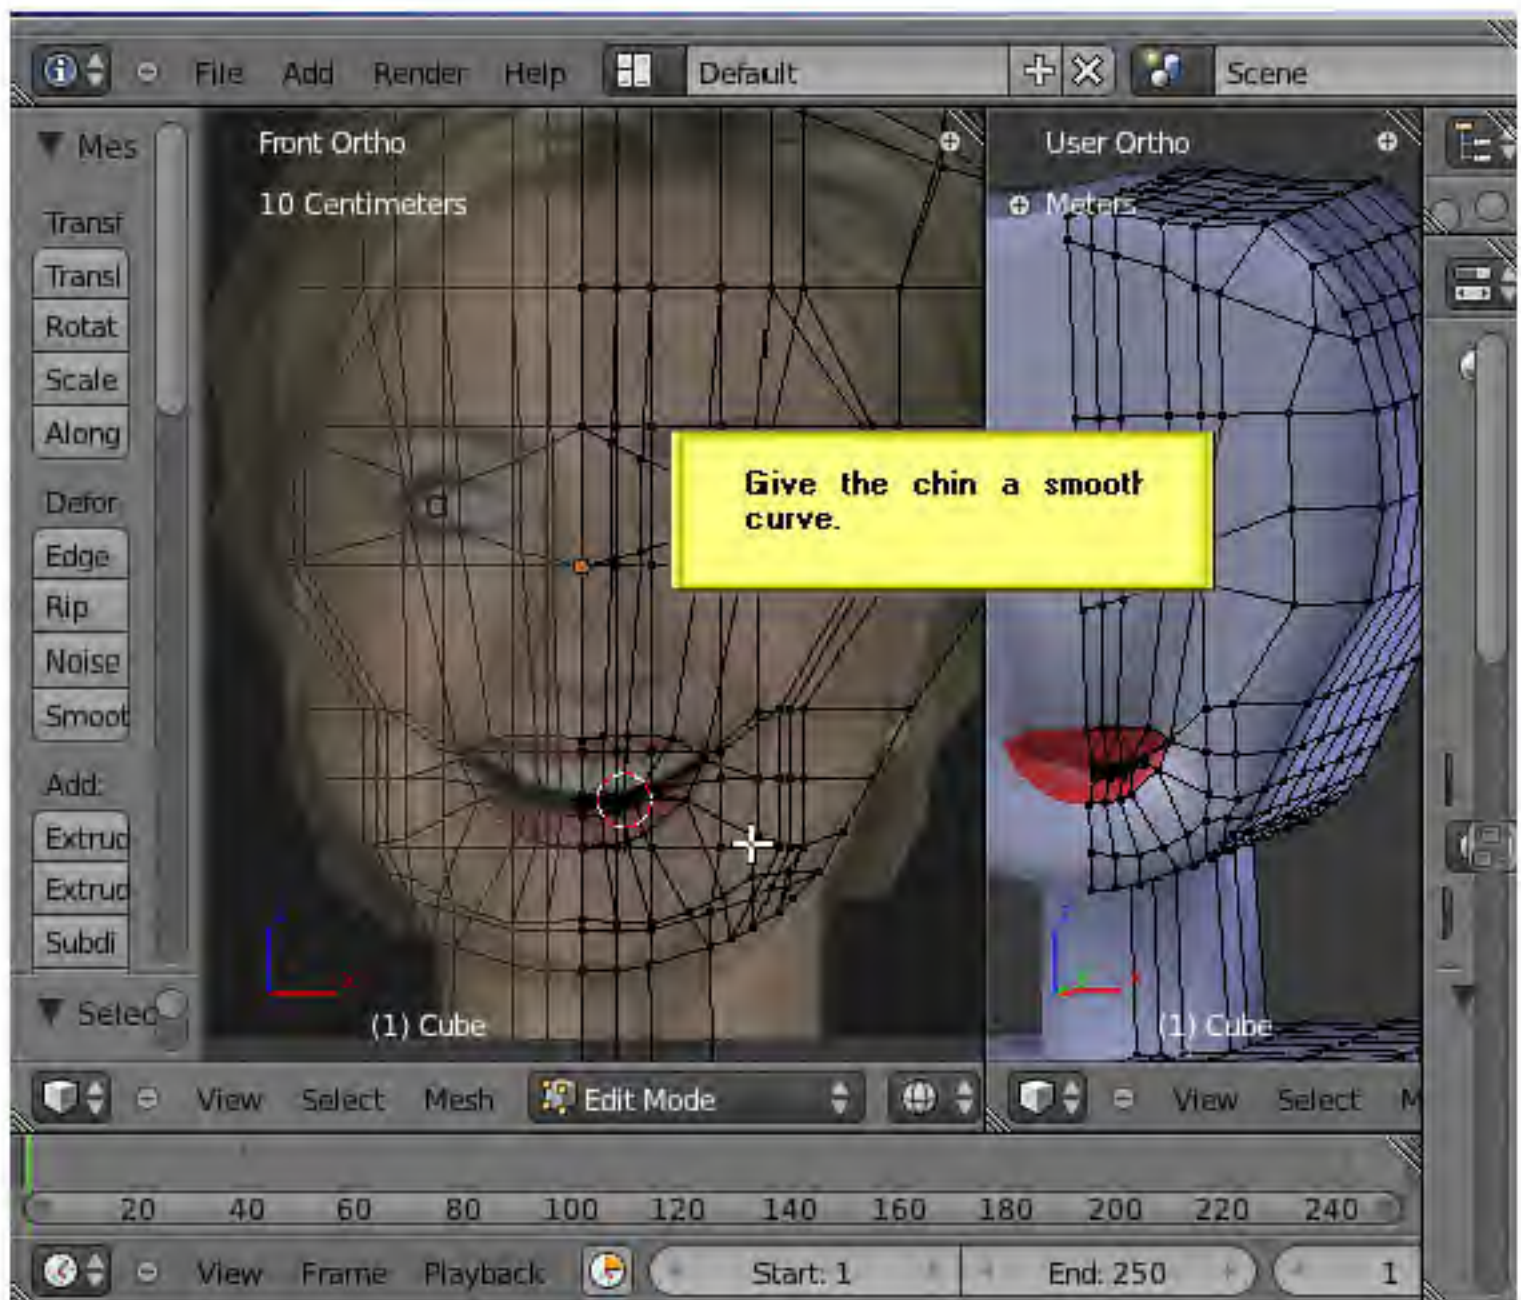 File Add Render Help Default Scene
Mes
Front Ortho
User Ortho
10 Centimeters
Meters
Transf
Transl
Rotat
Scale
Along
Defor
Edge
Rip
Noise
Smoot
Give the chin a smooth
curve.
Add:
Extrud
Extrud
Subdi
Selec
(1) Cube
(1) Cube
View Select Mesh Edit Mode
View Select M
20 40 60 80 100 120 140 160 180 200 220 240
View Frame Playback Start: 1 End: 250 1